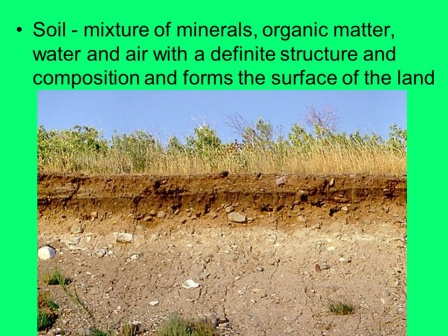 • Soil - mixture of minerals, organic matter,
water and air with a definite structure and
composition and forms the surface of the land